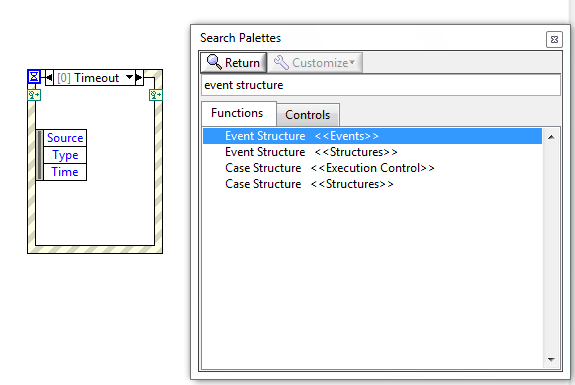 [0] Timeout
Source
Type
Time
Search Palettes
Return
Customize
event structure
Functions
Controls
Event Structure <<Events>>
Event Structure <<Structures>>
Case Structure <<Execution Control>>
Case Structure <<Structures>>